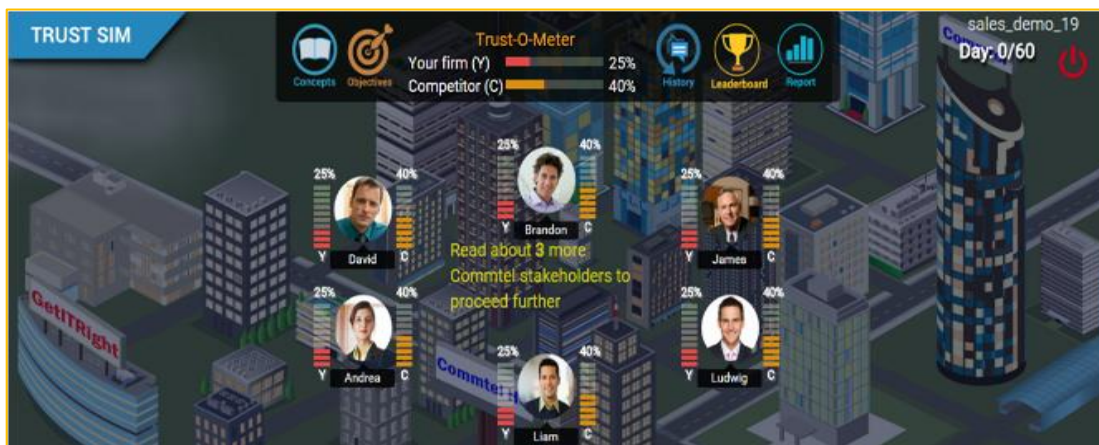 TRUST SIM
Concepts
Objectives
Trust-O-Meter
Your firm (Y) 25%
Competitor (C) 40%
History
Leaderboard
Report
sales_demo_19
Day: 0/60
25% 40%
Y David C
25% 40%
Y Brandon C
25% 40%
Y James C
Read about 3 more
Commtel stakeholders to
proceed further
25% 40%
Y Andrea C
25% 40%
Y Liam C
25% 40%
Y Ludwig C
GetITRight